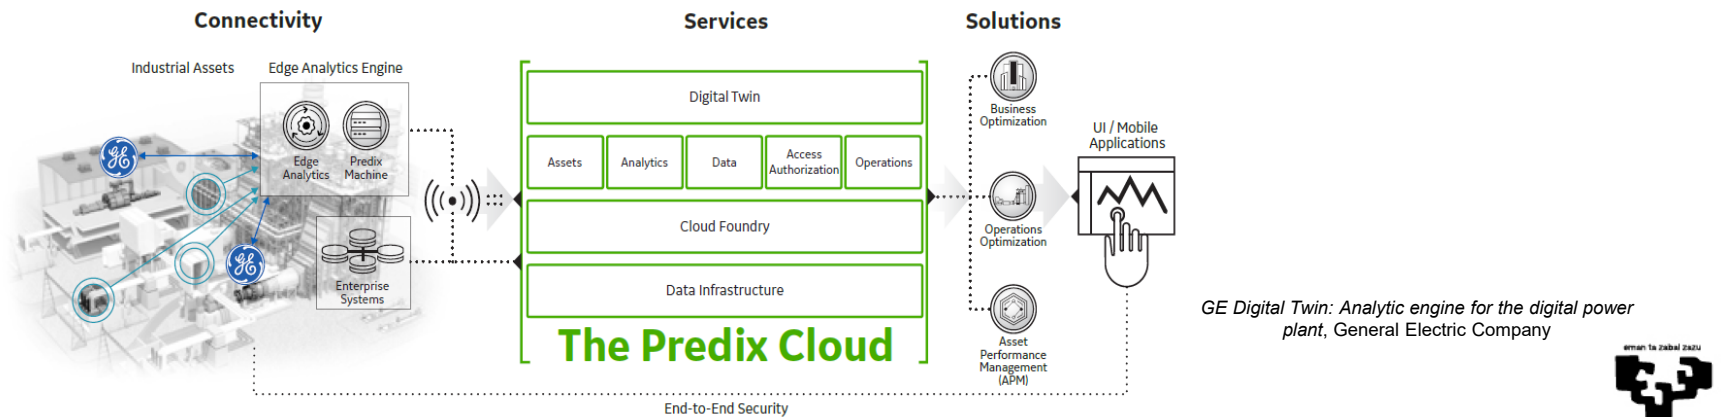 Connectivity
Services
Solutions
Industrial Assets
Edge Analytics Engine
Edge
Analytics
Predix
Machine
Enterprise
Systems
GE
GE
Digital Twin
Assets
Analytics
Data
Access
Authorization
Operations
Cloud Foundry
Data Infrastructure
The Predix Cloud
Business
Optimization
Operations
Optimization
Asset
Performance
Management
(APM)
UI / Mobile
Applications
End-to-End Security
GE Digital Twin: Analytic engine for the digital power
plant, General Electric Company
eman ta zabal zazu